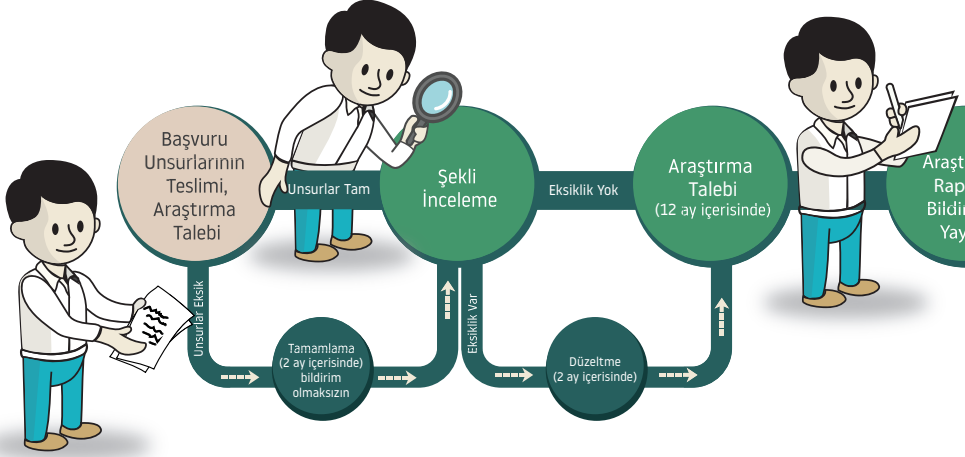 Başvuru
Unsurlarının
Teslimi,
Araştırma
Talebi
Unsurlar Tam
Unsurlar Eksik
Tamamlama
(2 ay içerisinde)
bildirim
olmaksızın
Şekli
İnceleme
Eksiklik Yok
Eksiklik Var
Düzeltme
(2 ay içerisinde)
Araştırma
Talebi
(12 ay içerisinde)